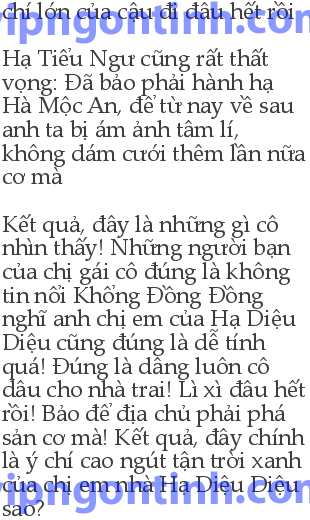 chí lớn của cậu đi đâu hết rồi
vipngontinh.com
Hạ Tiểu Ngư cũng rất thất
vọng: Đã bảo phải hành hạ
Hà Mộc An, để từ nay về sau
anh ta bị ám ảnh tâm lí,
không dám cưới thêm lần nữa
cơ mà
Kết quả, đây là những gì cô
nhìn thấy! Những người bạn
của chị gái cô đúng là không
tin nổi Khổng Đồng Đồng
nghĩ anh chị em của Hạ Diệu
Diệu cũng đúng là dễ tính
quá! Đúng là dâng luôn cô
dâu cho nhà trai! Lì xì đâu hết
rồi! Bảo để địa chủ phải phá
sản cơ mà! Kết quả, đây chính
là ý chí cao ngút tận trời xanh
của chị em nhà Hạ Diệu Diệu
vipngontinh.com
sao?